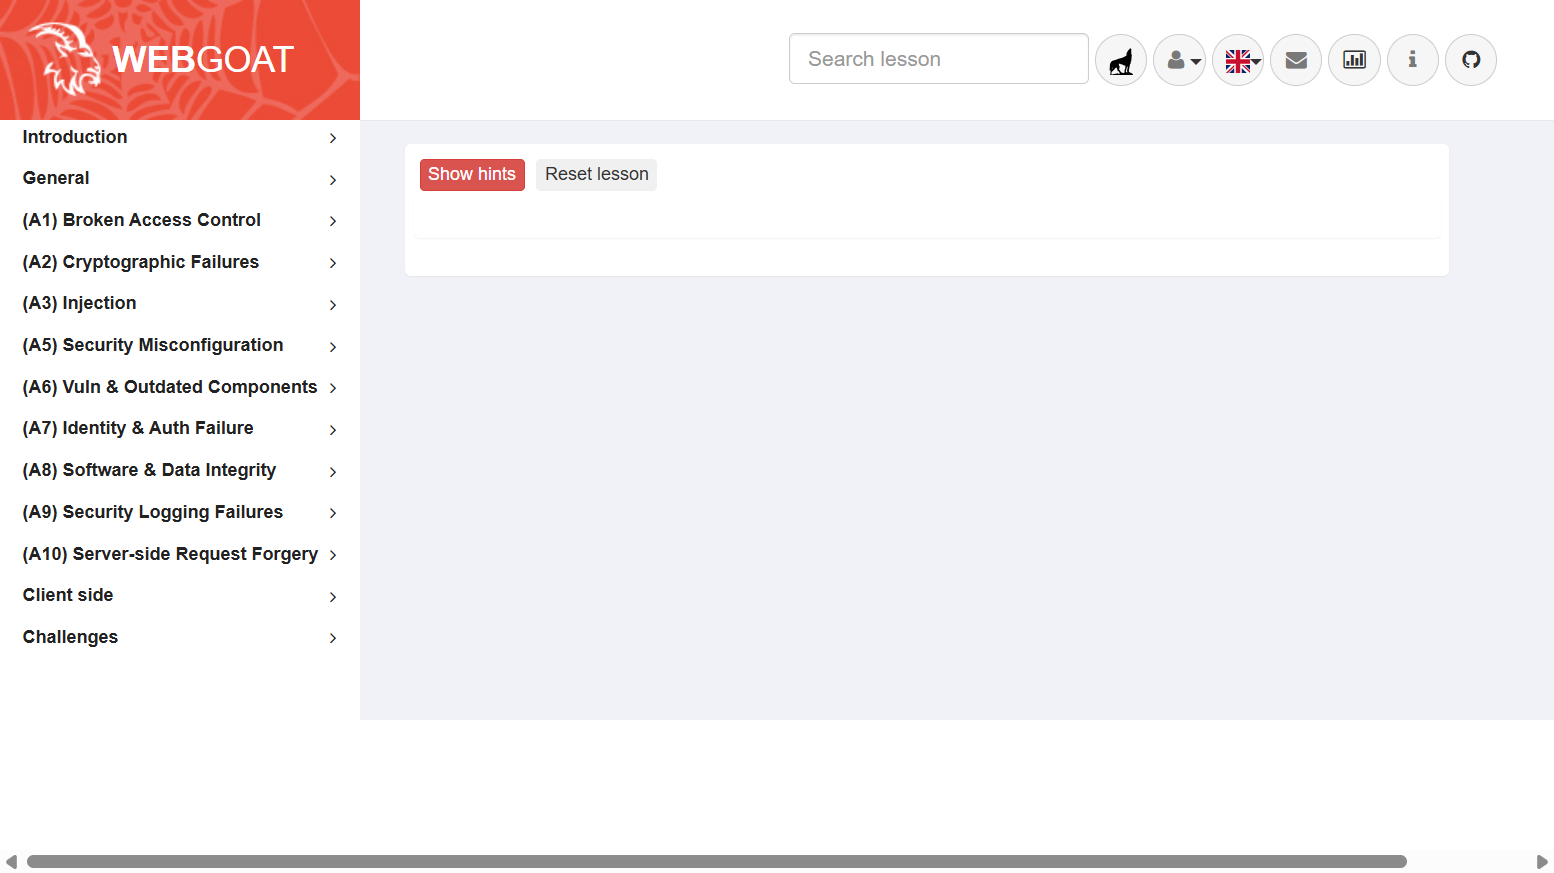 WEBGOAT
Search lesson
Introduction
General
(A1) Broken Access Control
(A2) Cryptographic Failures
(A3) Injection
(A5) Security Misconfiguration
(A6) Vuln & Outdated Components
(A7) Identity & Auth Failure
(A8) Software & Data Integrity
(A9) Security Logging Failures
(A10) Server-side Request Forgery
Client side
Challenges
Show hints
Reset lesson